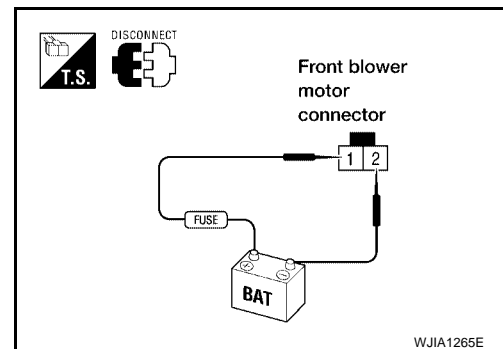 DISCONNECT
T.S.
Front blower
motor
connector
1 2
FUSE
BAT
WJIA1265E